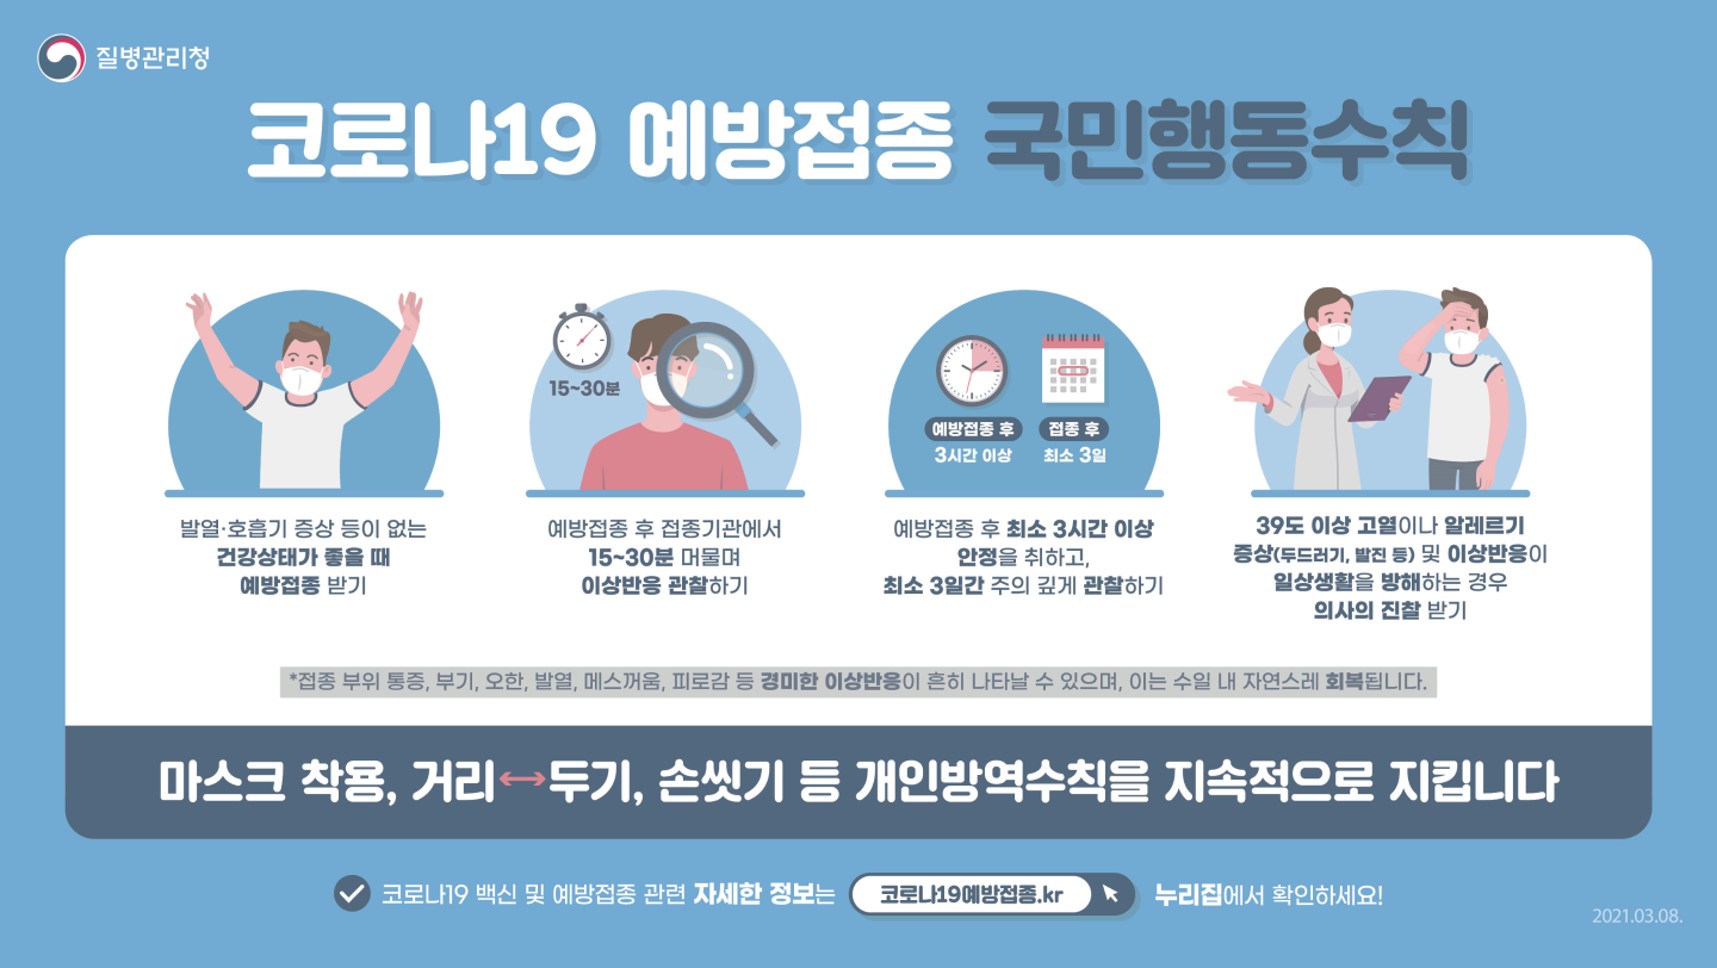 질병관리청
코로나19 예방접종 국민행동수칙
15~30분
예방접종 후
3시간 이상
접종 후
최소 3일
발열·호흡기 증상 등이 없는
건강상태가 좋을 때
예방접종 받기
예방접종 후 접종기관에서
15~30분 머물며
이상반응 관찰하기
예방접종 후 최소 3시간 이상
안정을 취하고,
최소 3일간 주의 깊게 관찰하기
39도 이상 고열이나 알레르기
증상(두드러기, 발진 등) 및 이상반응이
일상생활을 방해하는 경우
의사의 진찰 받기
*접종 부위 통증, 부기, 오한, 발열, 메스꺼움, 피로감 등 경미한 이상반응이 흔히 나타날 수 있으며, 이는 수일 내 자연스레 회복됩니다.
마스크 착용, 거리↔두기, 손씻기 등 개인방역수칙을 지속적으로 지킵니다
코로나19 백신 및 예방접종 관련 자세한 정보는 코로나19예방접종.kr 누리집에서 확인하세요!
2021.03.08.